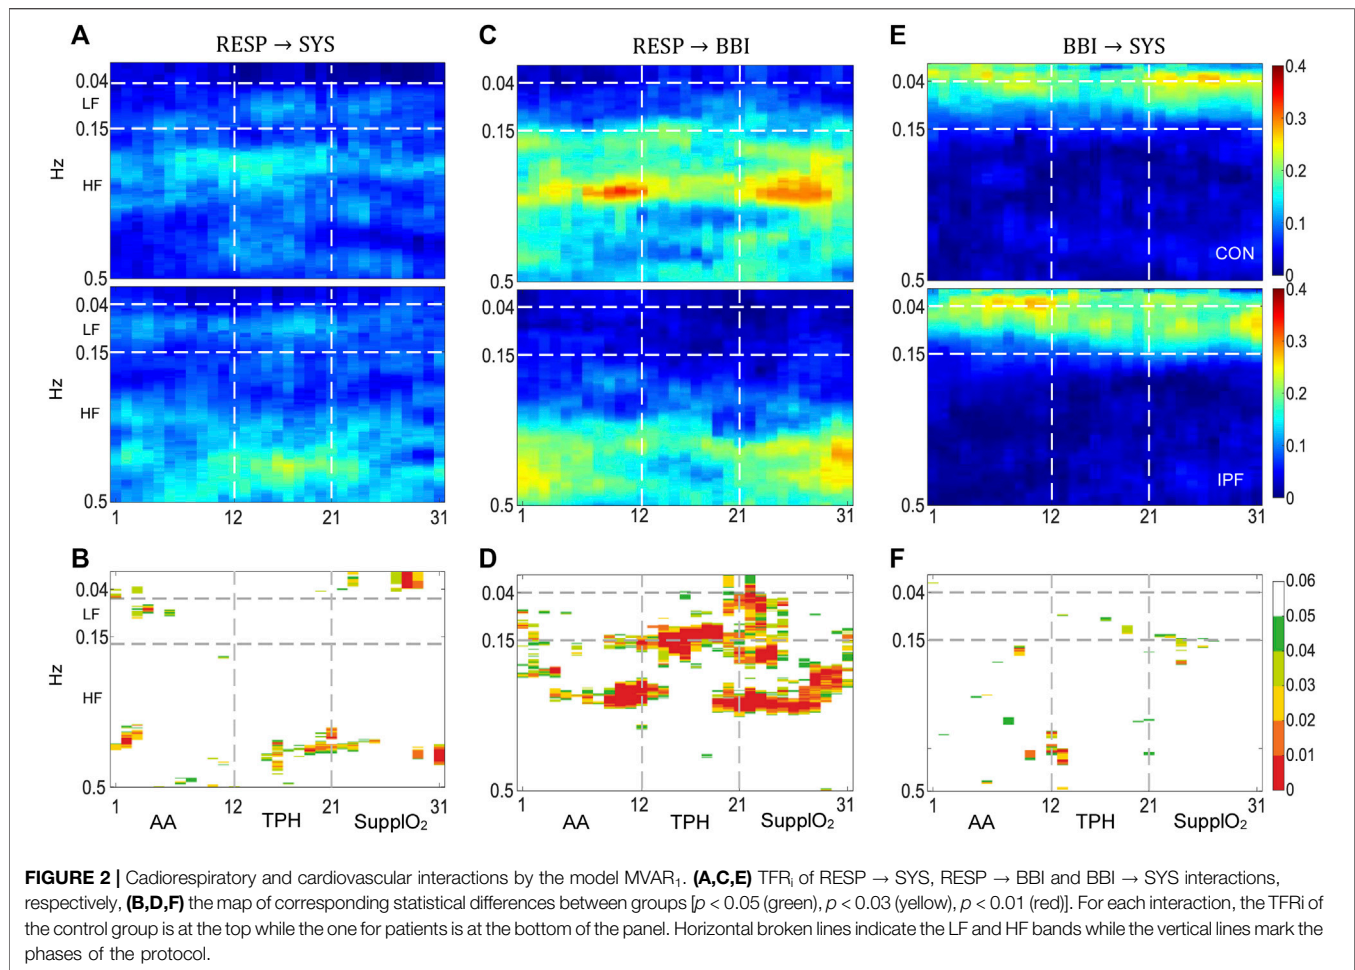 A
RESP → SYS
C
RESP → BBI
E
BBI → SYS
0.04
LF
0.15
Hz
HF
0.5
0.04
0.15
0.5
0.04
0.15
0.5
CON
0.4
0.3
0.2
0.1
0
0.04
LF
0.15
Hz
HF
0.5
1
12
21
31
0.04
0.15
0.5
1
12
21
31
0.04
0.15
0.5
1
12
21
31
IPF
0.4
0.3
0.2
0.1
0
B
0.04
LF
0.15
Hz
HF
0.5
1
12
21
31
AA
TPH
SupplO2
D
0.04
0.15
0.5
1
12
21
31
AA
TPH
SupplO2
F
0.04
0.15
0.5
1
12
21
31
AA
TPH
SupplO2
0.06
0.05
0.04
0.03
0.02
0.01
0
FIGURE 2 | Cadiorespiratory and cardiovascular interactions by the model MVAR1. (A,C,E) TFRi of RESP → SYS, RESP → BBI and BBI → SYS interactions,
respectively, (B,D,F) the map of corresponding statistical differences between groups [p < 0.05 (green), p < 0.03 (yellow), p < 0.01 (red)]. For each interaction, the TFRi of
the control group is at the top while the one for patients is at the bottom of the panel. Horizontal broken lines indicate the LF and HF bands while the vertical lines mark the
phases of the protocol.